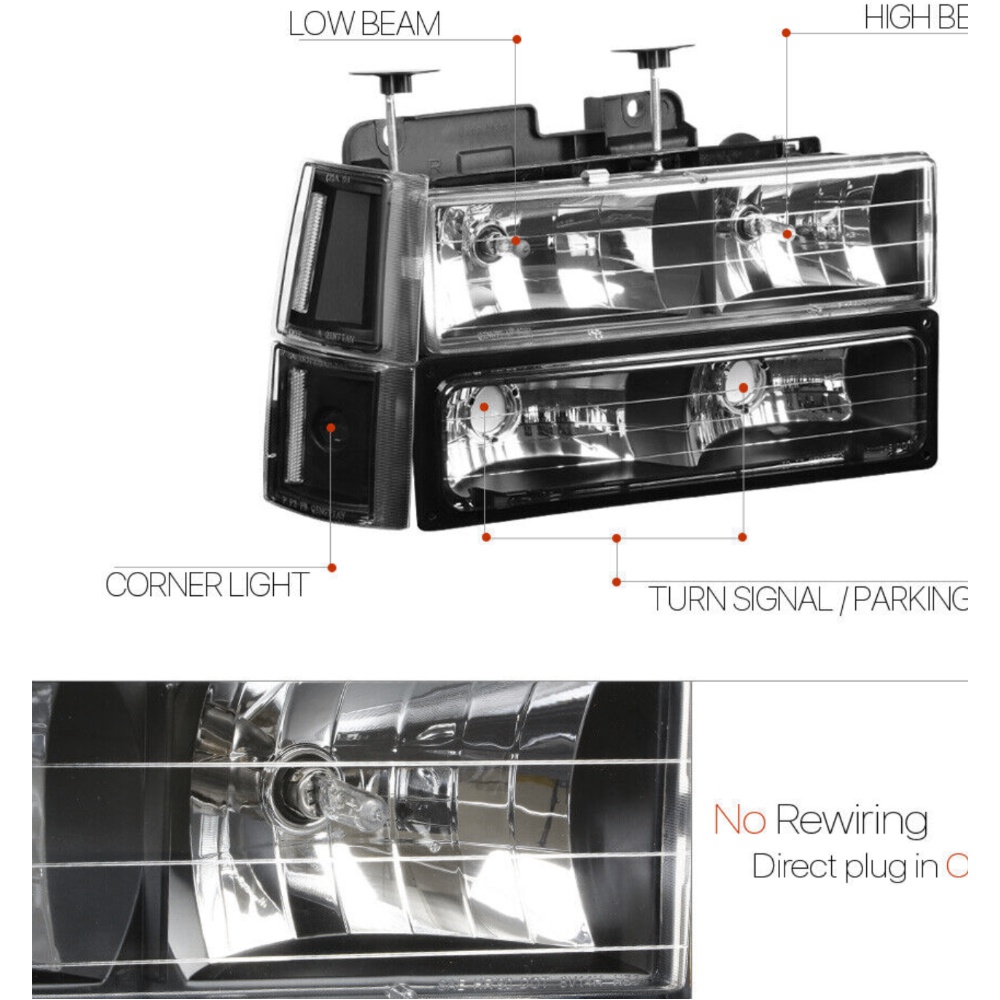 LOW BEAM
HIGH BE
CORNER LIGHT
TURN SIGNAL / PARKING
No Rewiring
Direct plug in